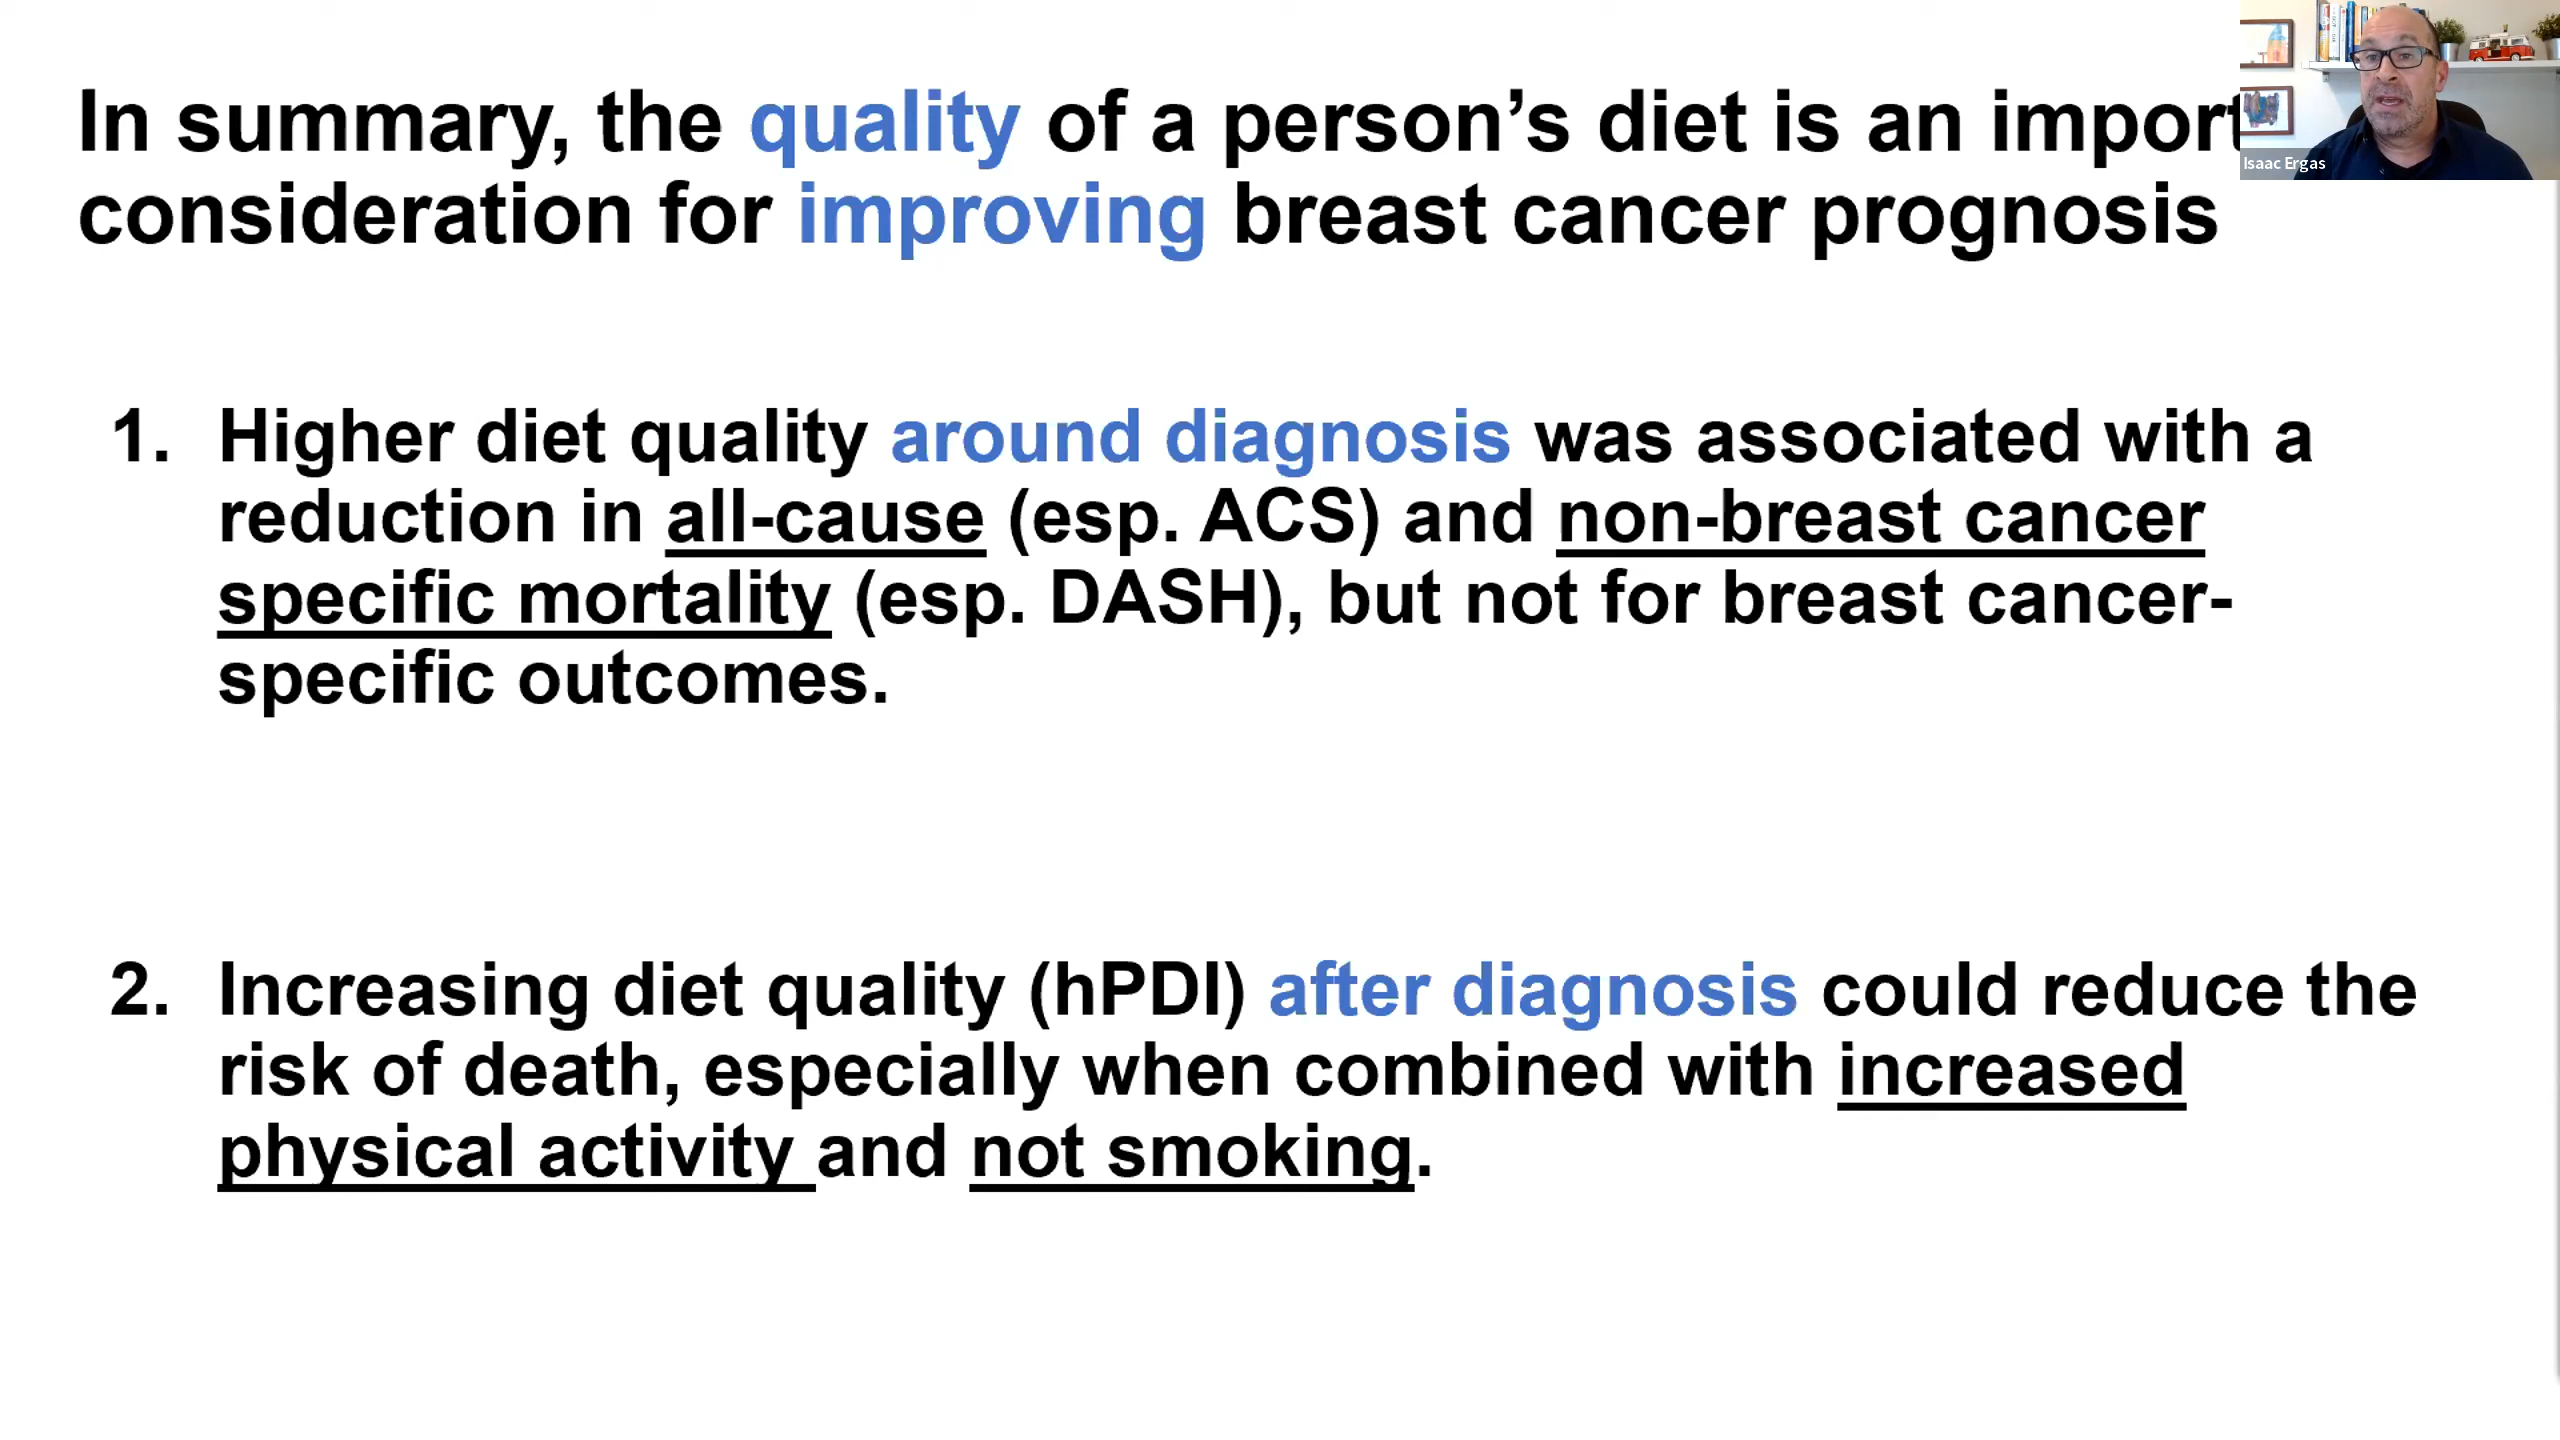 In summary, the quality of a person’s diet is an import
consideration for improving breast cancer prognosis
Isaac Ergas
1. Higher diet quality around diagnosis was associated with a
reduction in all-cause (esp. ACS) and non-breast cancer
specific mortality (esp. DASH), but not for breast cancer-
specific outcomes.
2. Increasing diet quality (hPDI) after diagnosis could reduce the
risk of death, especially when combined with increased
physical activity and not smoking.